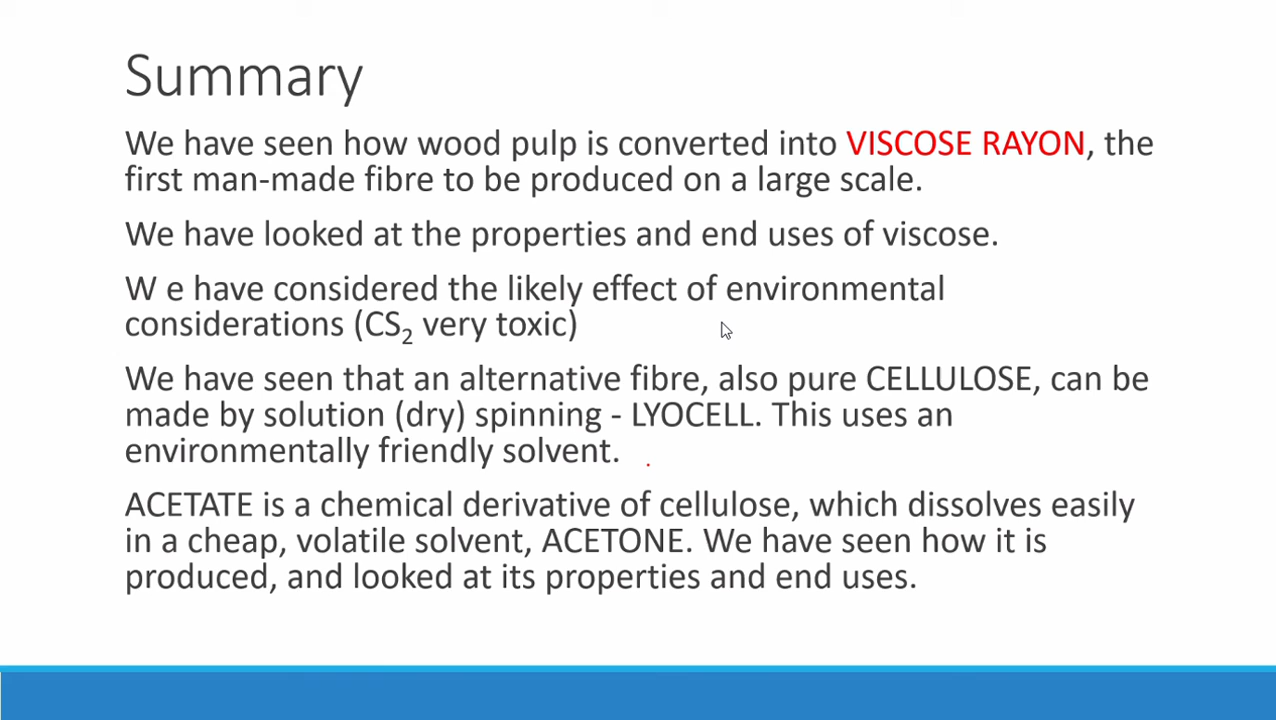 Summary
We have seen how wood pulp is converted into VISCOSE RAYON, the
first man-made fibre to be produced on a large scale.
We have looked at the properties and end uses of viscose.
W e have considered the likely effect of environmental
considerations (CS₂ very toxic)
We have seen that an alternative fibre, also pure CELLULOSE, can be
made by solution (dry) spinning - LYOCELL. This uses an
environmentally friendly solvent.
ACETATE is a chemical derivative of cellulose, which dissolves easily
in a cheap, volatile solvent, ACETONE. We have seen how it is
produced, and looked at its properties and end uses.